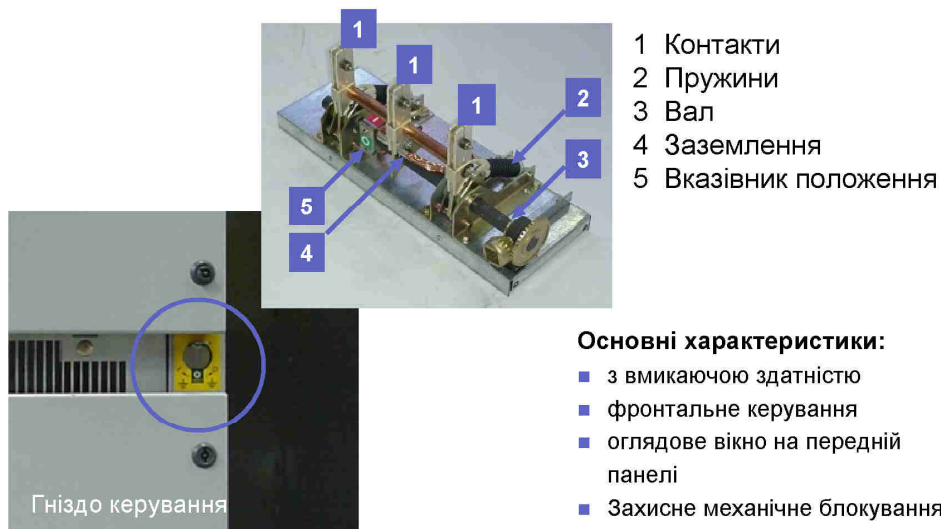 1
1
1
2
3
5
4
1 Контакти
2 Пружини
3 Вал
4 Заземлення
5 Вказівник положення
Гніздо керування
Основні характеристики:
з вмикаючою здатністю
фронтальне керування
оглядове вікно на передній
панелі
Захисне механічне блокування